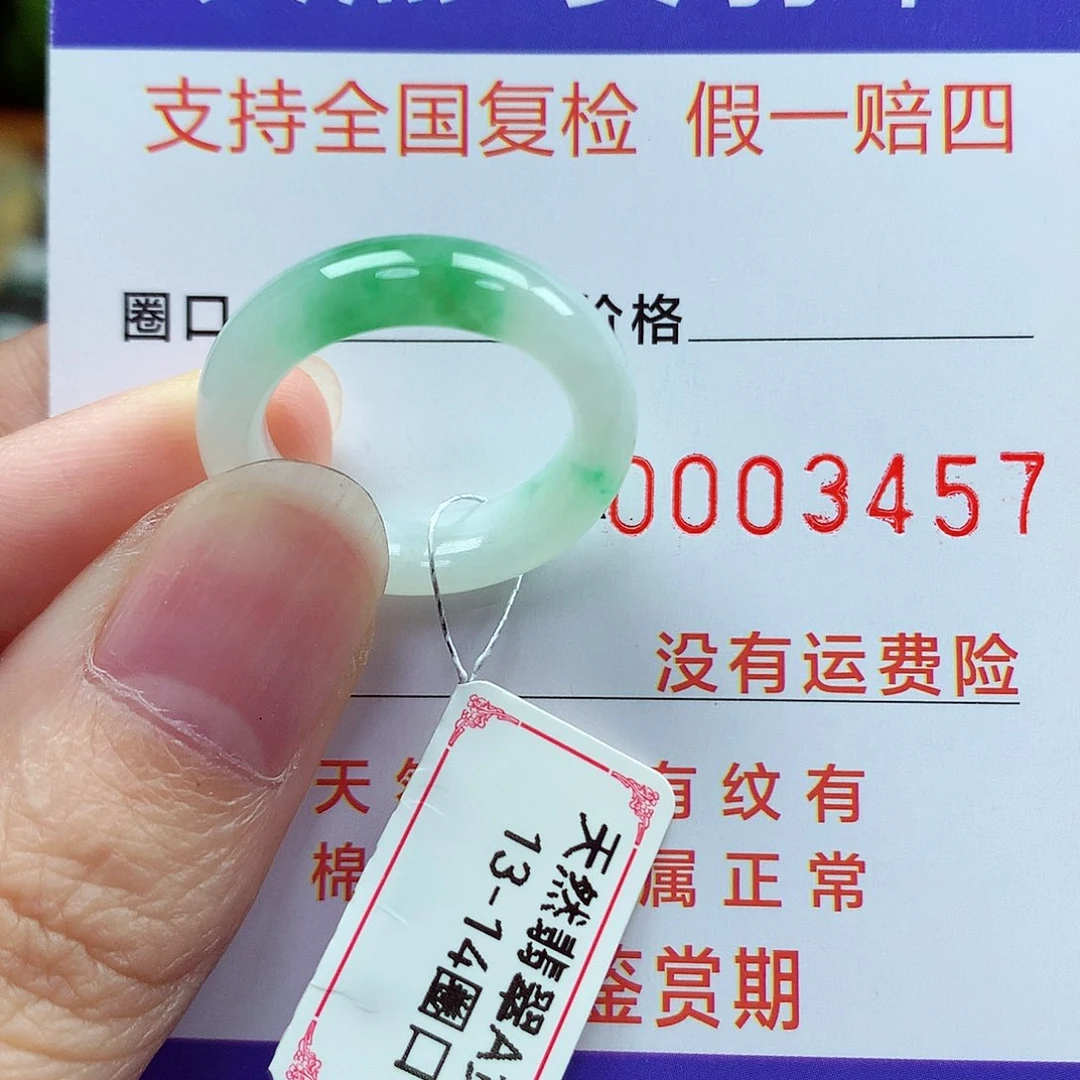 支持全国复检 假一赔四
圈口 价格
0003457
没有运费险
天 有纹有
棉 属正常
鉴赏期
天然翡翠A
13-14圈口